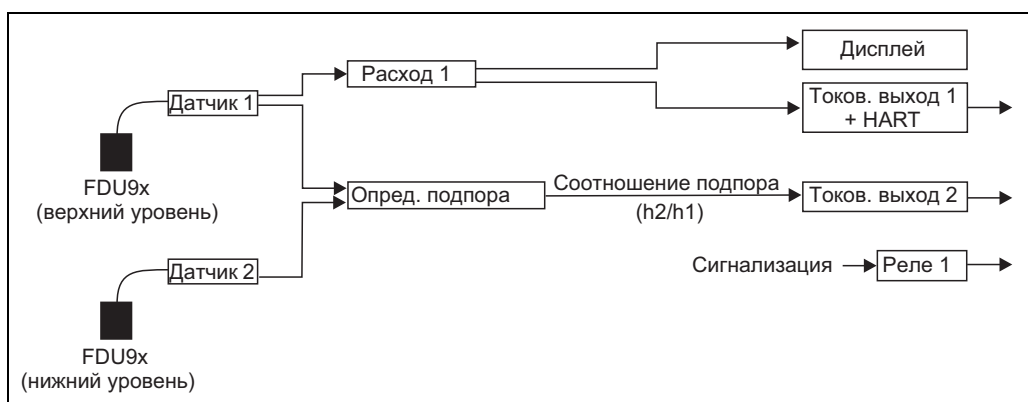 Дисплей
Расход 1
Датчик 1
Токов. выход 1
+ HART
FDU9x
(верхний уровень)
Опред. подпора
Соотношение подпора
(h2/h1)
Токов. выход 2
Датчик 2
Сигнализация
Реле 1
FDU9x
(нижний уровень)